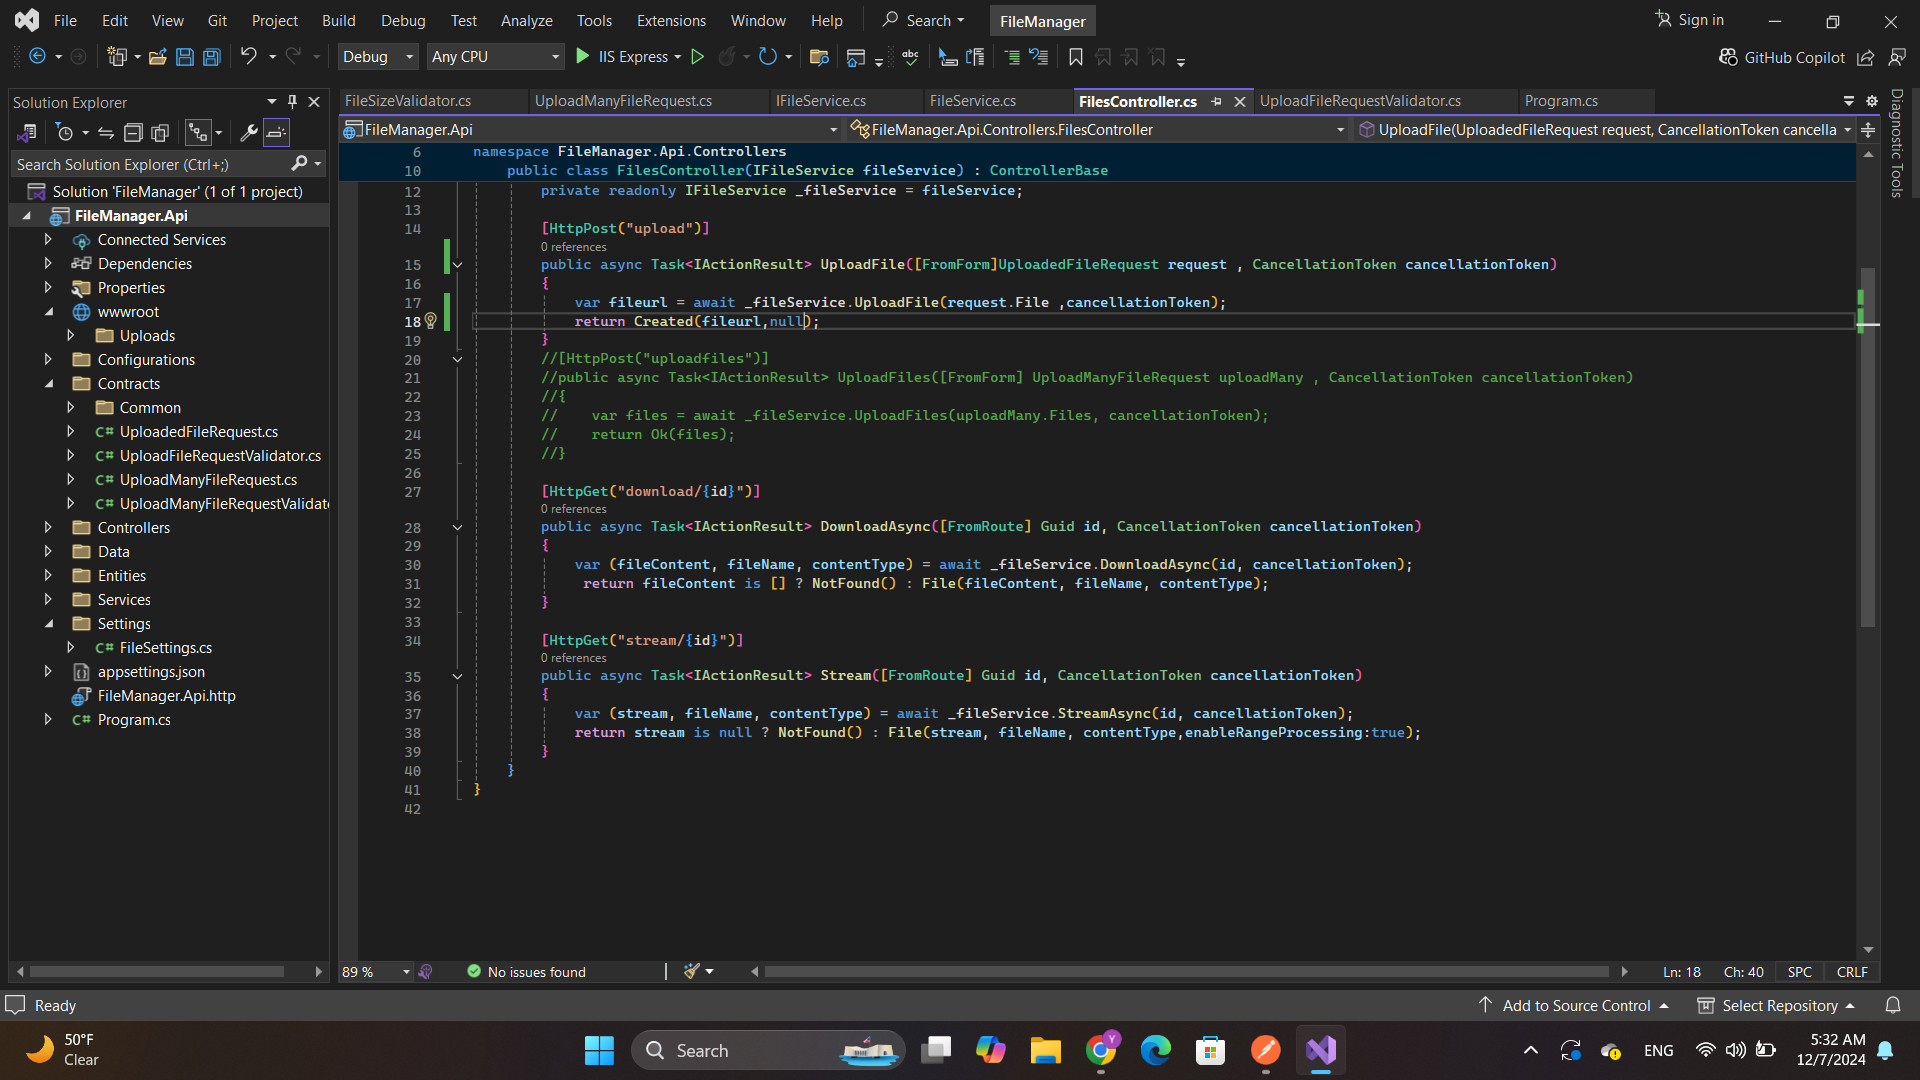 File Edit View Git Project Build Debug Test Analyze Tools Extensions Window Help Search FileManager Sign in
Debug Any CPU IIS Express GitHub Copilot
Solution Explorer
Search Solution Explorer (Ctrl+;)
Solution 'FileManager' (1 of 1 project)
FileManager.Api
Connected Services
Dependencies
Properties
wwwroot
Uploads
Configurations
Contracts
Common
C# UploadedFileRequest.cs
C# UploadFileRequestValidator.cs
C# UploadManyFileRequest.cs
C# UploadManyFileRequestValidato
Controllers
Data
Entities
Services
Settings
C# FileSettings.cs
appsettings.json
FileManager.Api.http
C# Program.cs
FileSizeValidator.cs UploadManyFileRequest.cs IFileService.cs FileService.cs FilesController.cs UploadFileRequestValidator.cs Program.cs
FileManager.Api FileManager.Api.Controllers.FilesController UploadFile(UploadedFileRequest request, CancellationToken cancella
6 namespace FileManager.Api.Controllers
10 public class FilesController(IFileService fileService) : ControllerBase
12 private readonly IFileService _fileService = fileService;
13
14 [HttpPost("upload")]
0 references
15 public async Task<IActionResult> UploadFile([FromForm]UploadedFileRequest request , CancellationToken cancellationToken)
16 {
17 var fileurl = await _fileService.UploadFile(request.File ,cancellationToken);
18 return Created(fileurl,null);
19 }
20 //[HttpPost("uploadfiles")]
21 //public async Task<IActionResult> UploadFiles([FromForm] UploadManyFileRequest uploadMany , CancellationToken cancellationToken)
22 //{
23 // var files = await _fileService.UploadFiles(uploadMany.Files, cancellationToken);
24 // return Ok(files);
25 //}
26
27 [HttpGet("download/{id}")]
0 references
28 public async Task<IActionResult> DownloadAsync([FromRoute] Guid id, CancellationToken cancellationToken)
29 {
30 var (fileContent, fileName, contentType) = await _fileService.DownloadAsync(id, cancellationToken);
31 return fileContent is [] ? NotFound() : File(fileContent, fileName, contentType);
32 }
33
34 [HttpGet("stream/{id}")]
0 references
35 public async Task<IActionResult> Stream([FromRoute] Guid id, CancellationToken cancellationToken)
36 {
37 var (stream, fileName, contentType) = await _fileService.StreamAsync(id, cancellationToken);
38 return stream is null ? NotFound() : File(stream, fileName, contentType,enableRangeProcessing:true);
39 }
40 }
41 }
42
Diagnostic Tools
89 % No issues found Ln: 18 Ch: 40 SPC CRLF
Ready Add to Source Control Select Repository
50°F
Clear
Search
ENG
5:32 AM
12/7/2024